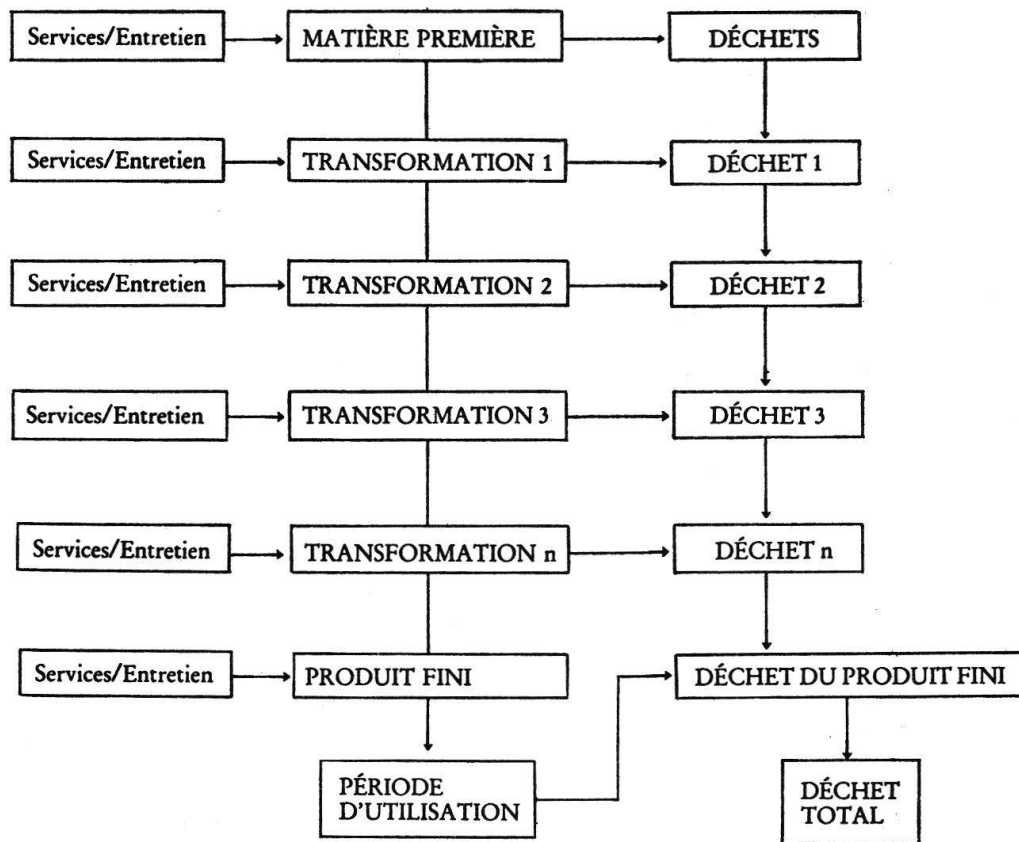 Services/Entretien
MATIÈRE PREMIÈRE
DÉCHETS
Services/Entretien
TRANSFORMATION 1
DÉCHET 1
Services/Entretien
TRANSFORMATION 2
DÉCHET 2
Services/Entretien
TRANSFORMATION 3
DÉCHET 3
Services/Entretien
TRANSFORMATION n
DÉCHET n
Services/Entretien
PRODUIT FINI
DÉCHET DU PRODUIT FINI
PÉRIODE
D'UTILISATION
DÉCHET
TOTAL